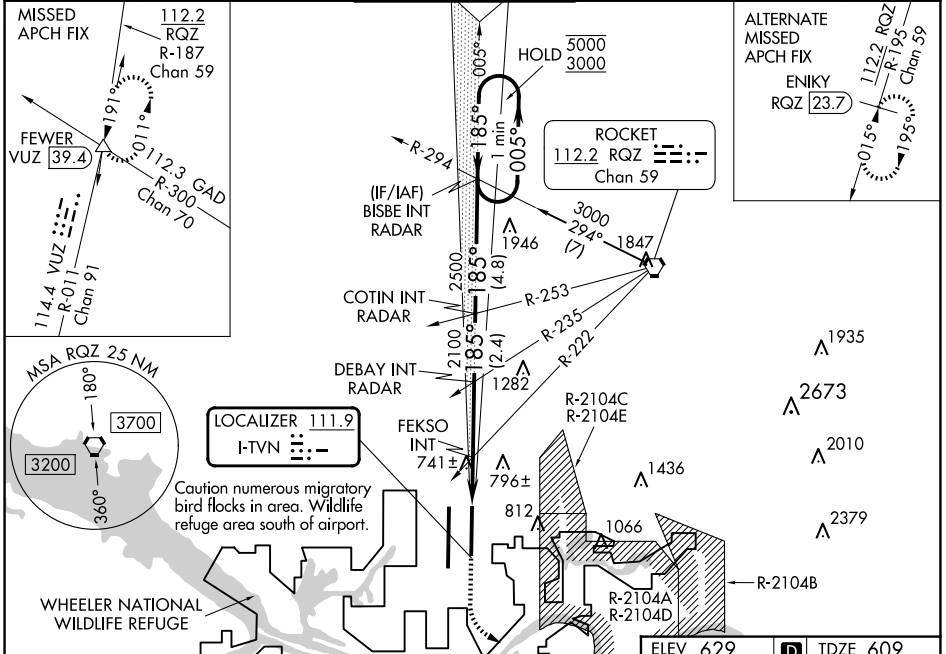 MISSED
APCH FIX
112.2
RQZ
R-187
Chan 59
191°
011°
FEWER
VUZ 39.4
112.3 GAD
R-300
Chan 70
114.4 VUZ
R-011
Chan 91
005°
HOLD
5000
3000
185°
1 min
005°
R-294
(IF/IAF)
BISBE INT
RADAR
ROCKET
112.2 RQZ
Chan 59
3000
294°
(7)
1946
1847
2500
185°
(4.8)
COTIN INT
RADAR
R-253
R-235
R-222
2100
185°
(2.4)
DEBAY INT
RADAR
1282
FEKSO
INT
741±
796±
ALTERNATE
MISSED
APCH FIX
112.2 RQZ
R-195
Chan 59
ENIKY
RQZ 23.7
015°
195°
1935
2673
2010
2379
1436
R-2104C
R-2104E
812
1066
R-2104A
R-2104D
R-2104B
MSA RQZ 25 NM
180°
3700
3200
360°
LOCALIZER 111.9
I-TVN
Caution numerous migratory
bird flocks in area. Wildlife
refuge area south of airport.
WHEELER NATIONAL
WILDLIFE REFUGE
ELEV 629
D
TDZE 609